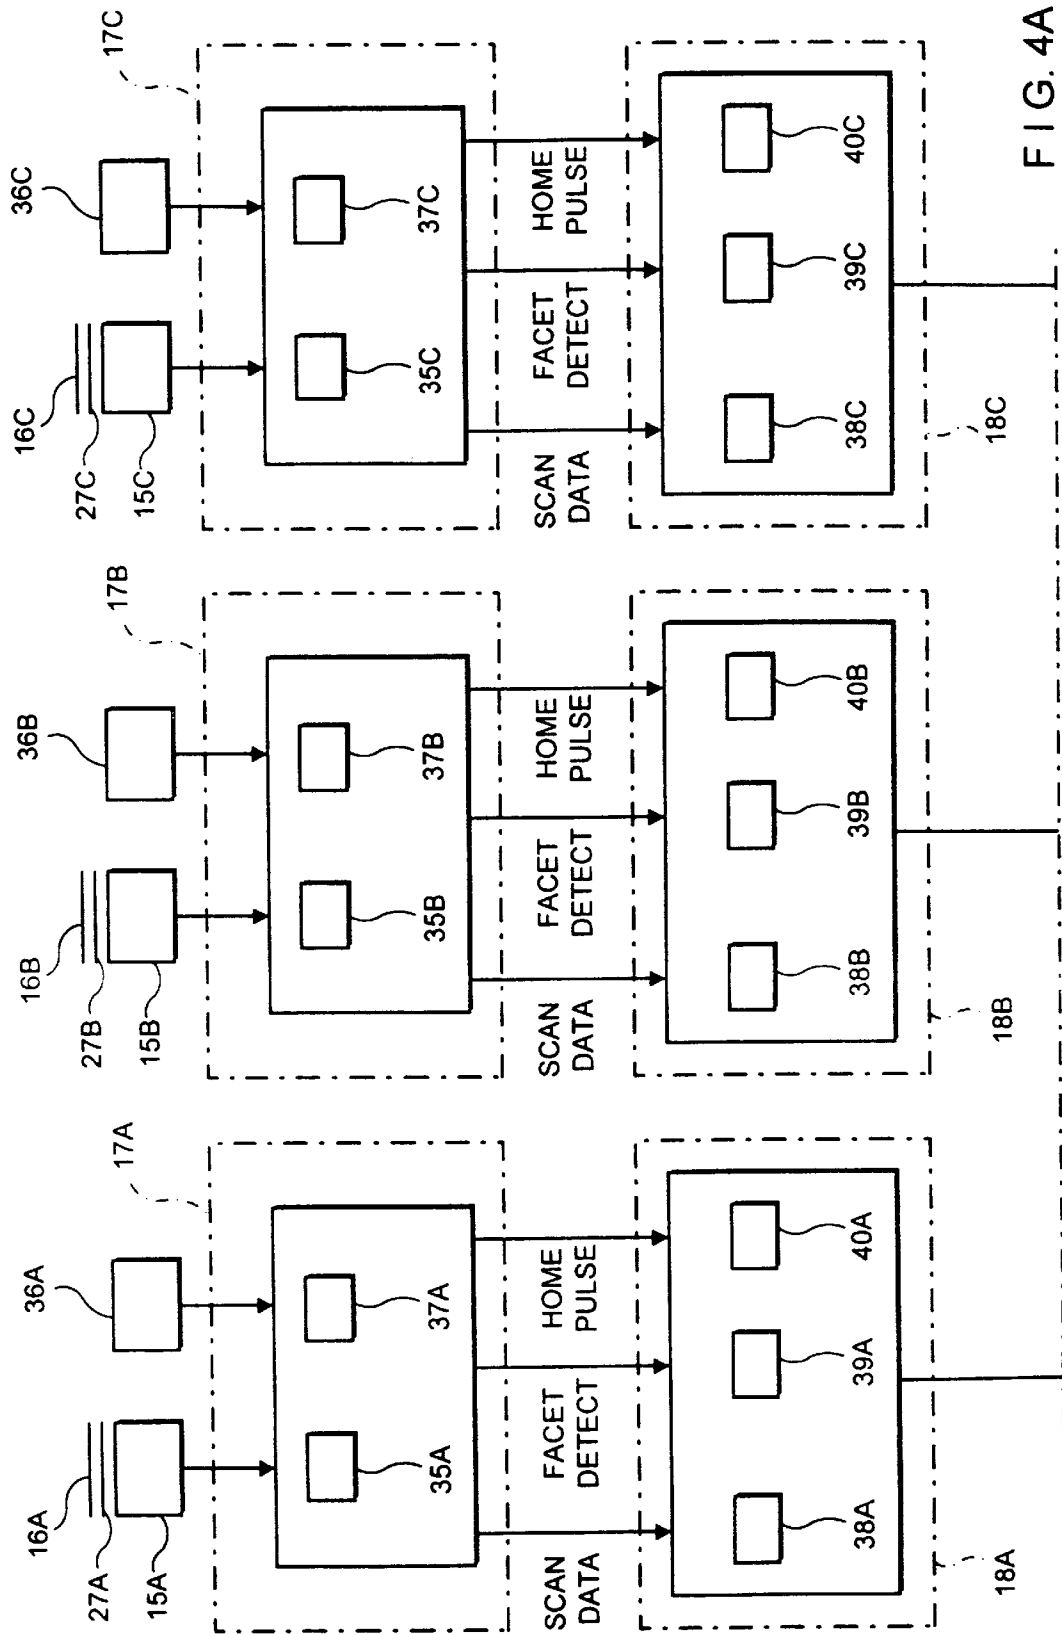 16A
27A
15A
36A
17A
35A
37A
SCAN
DATA
FACET
DETECT
HOME
PULSE
38A
39A
40A
18A
16B
27B
15B
36B
17B
35B
37B
SCAN
DATA
FACET
DETECT
HOME
PULSE
38B
39B
40B
18B
16C
27C
15C
36C
17C
35C
37C
SCAN
DATA
FACET
DETECT
HOME
PULSE
38C
39C
40C
18C
FIG. 4A